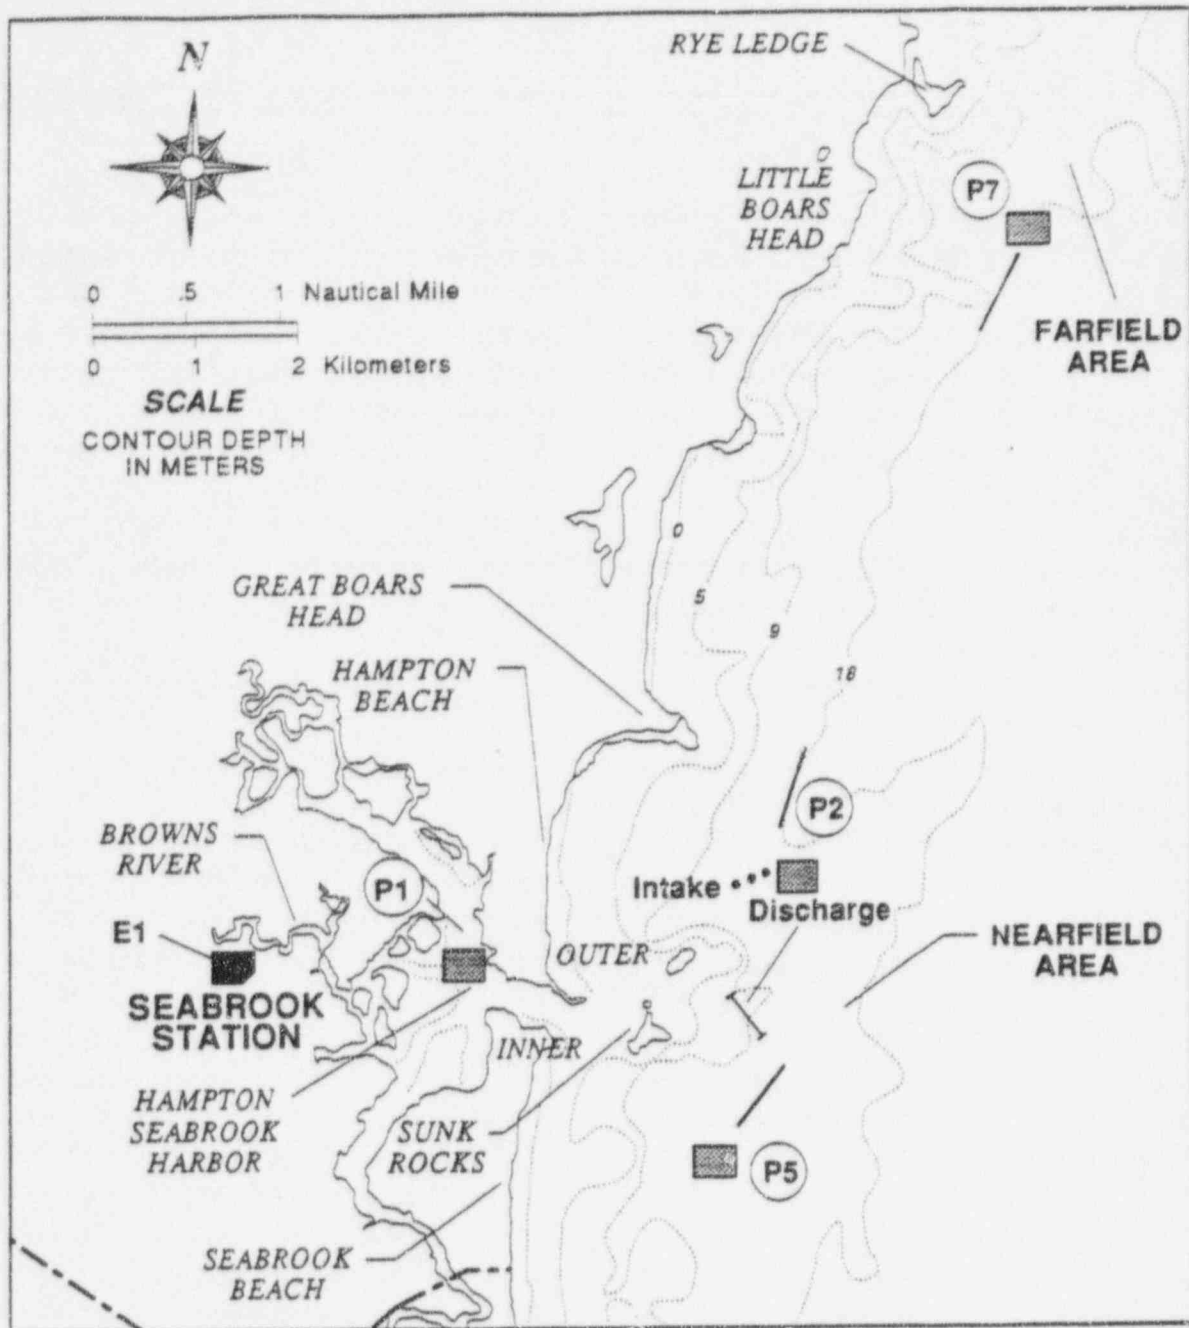 N
RYE LEDGE
LITTLE
BOARS
HEAD
P7
0 .5 1 Nautical Mile
0 1 2 Kilometers
SCALE
CONTOUR DEPTH
IN METERS
FARFIELD
AREA
GREAT BOARS
HEAD
0
5
9
18
HAMPTON
BEACH
BROWNS
RIVER
P1
P2
Intake
Discharge
E1
SEABROOK
STATION
OUTER
NEARFIELD
AREA
INNER
HAMPTON
SEABROOK
HARBOR
SUNK
ROCKS
P5
SEABROOK
BEACH